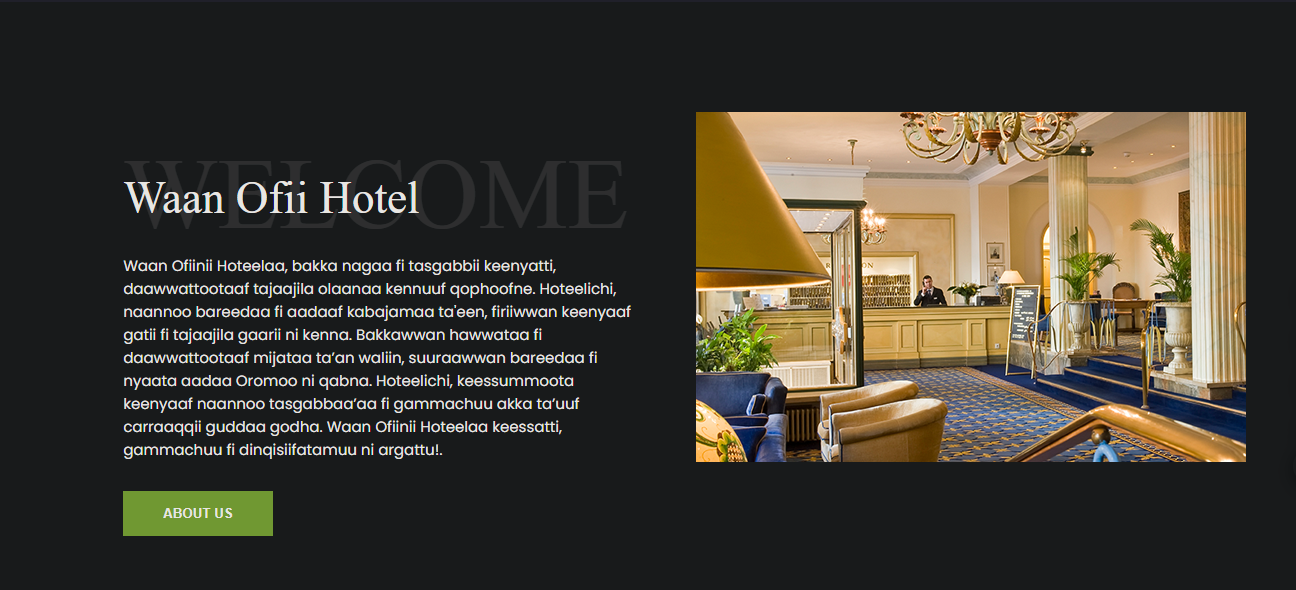 WELCOME
Waan Ofii Hotel
Waan Ofiinii Hoteelaa, bakka nagaa fi tasgabbii keenyatti,
daawwattootaaf tajaajila olaanaa kennuuf qophoofne. Hoteelichi,
naannoo bareedaa fi aadaaf kabajamaa ta'een, firiiwwan keenyaaf
gatii fi tajaajila gaarii ni kenna. Bakkawwan hawwataa fi
daawwattootaaf mijataa ta’an waliin, suuraawwan bareedaa fi
nyaata aadaa Oromoo ni qabna. Hoteelichi, keessummoota
keenyaaf naannoo tasgabbaa’aa fi gammachuu akka ta’uuf
carraaqqii guddaa godha. Waan Ofiinii Hoteelaa keessatti,
gammachuu fi dinqisiifatamuu ni argattu!.
ABOUT US